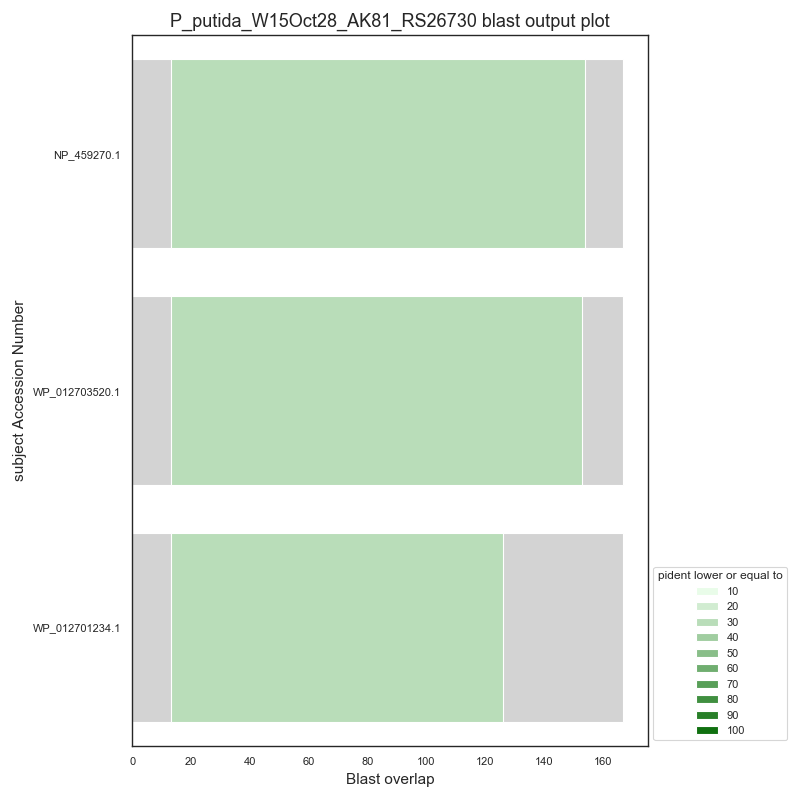 P_putida_W15Oct28_AK81_RS26730 blast output plot
subject Accession Number
NP_459270.1
WP_012703520.1
WP_012701234.1
0 20 40 60 80 100 120 140 160
Blast overlap
pident lower or equal to
10
20
30
40
50
60
70
80
90
100